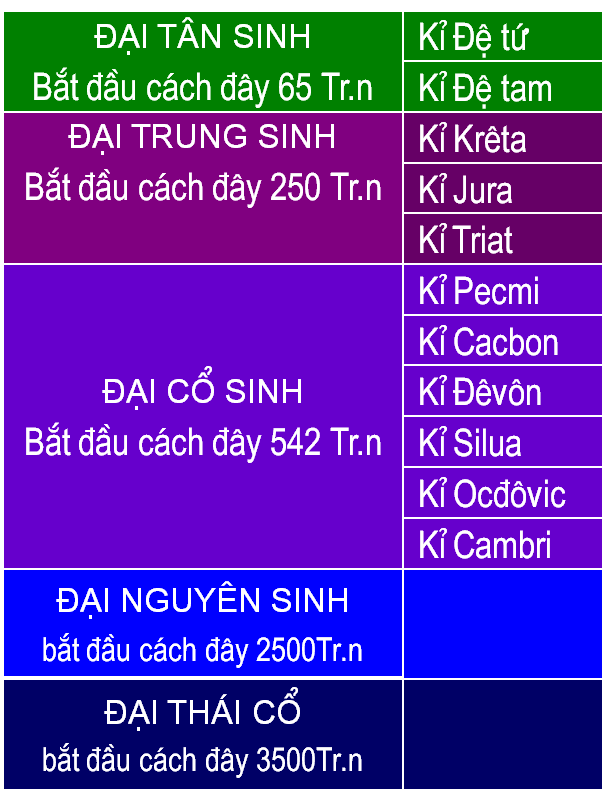 ĐẠI TÂN SINH
Bắt đầu cách đây 65 Tr.n
Kỉ Đệ tứ
Kỉ Đệ tam
ĐẠI TRUNG SINH
Bắt đầu cách đây 250 Tr.n
Kỉ Krêta
Kỉ Jura
Kỉ Triat
ĐẠI CỔ SINH
Bắt đầu cách đây 542 Tr.n
Kỉ Pecmi
Kỉ Cacbon
Kỉ Đêvôn
Kỉ Silua
Kỉ Ocđôvic
Kỉ Cambri
ĐẠI NGUYÊN SINH
bắt đầu cách đây 2500Tr.n
ĐẠI THÁI CỔ
bắt đầu cách đây 3500Tr.n